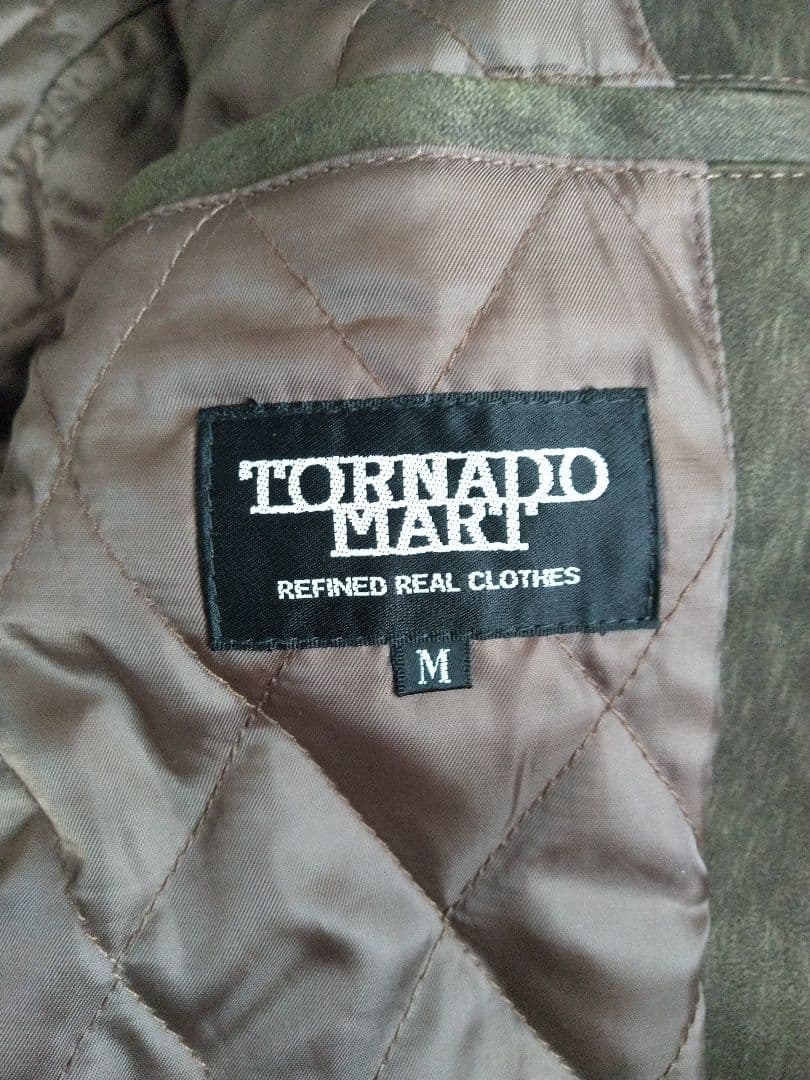 TORNADO
MART
REFINED REAL CLOTHES
M